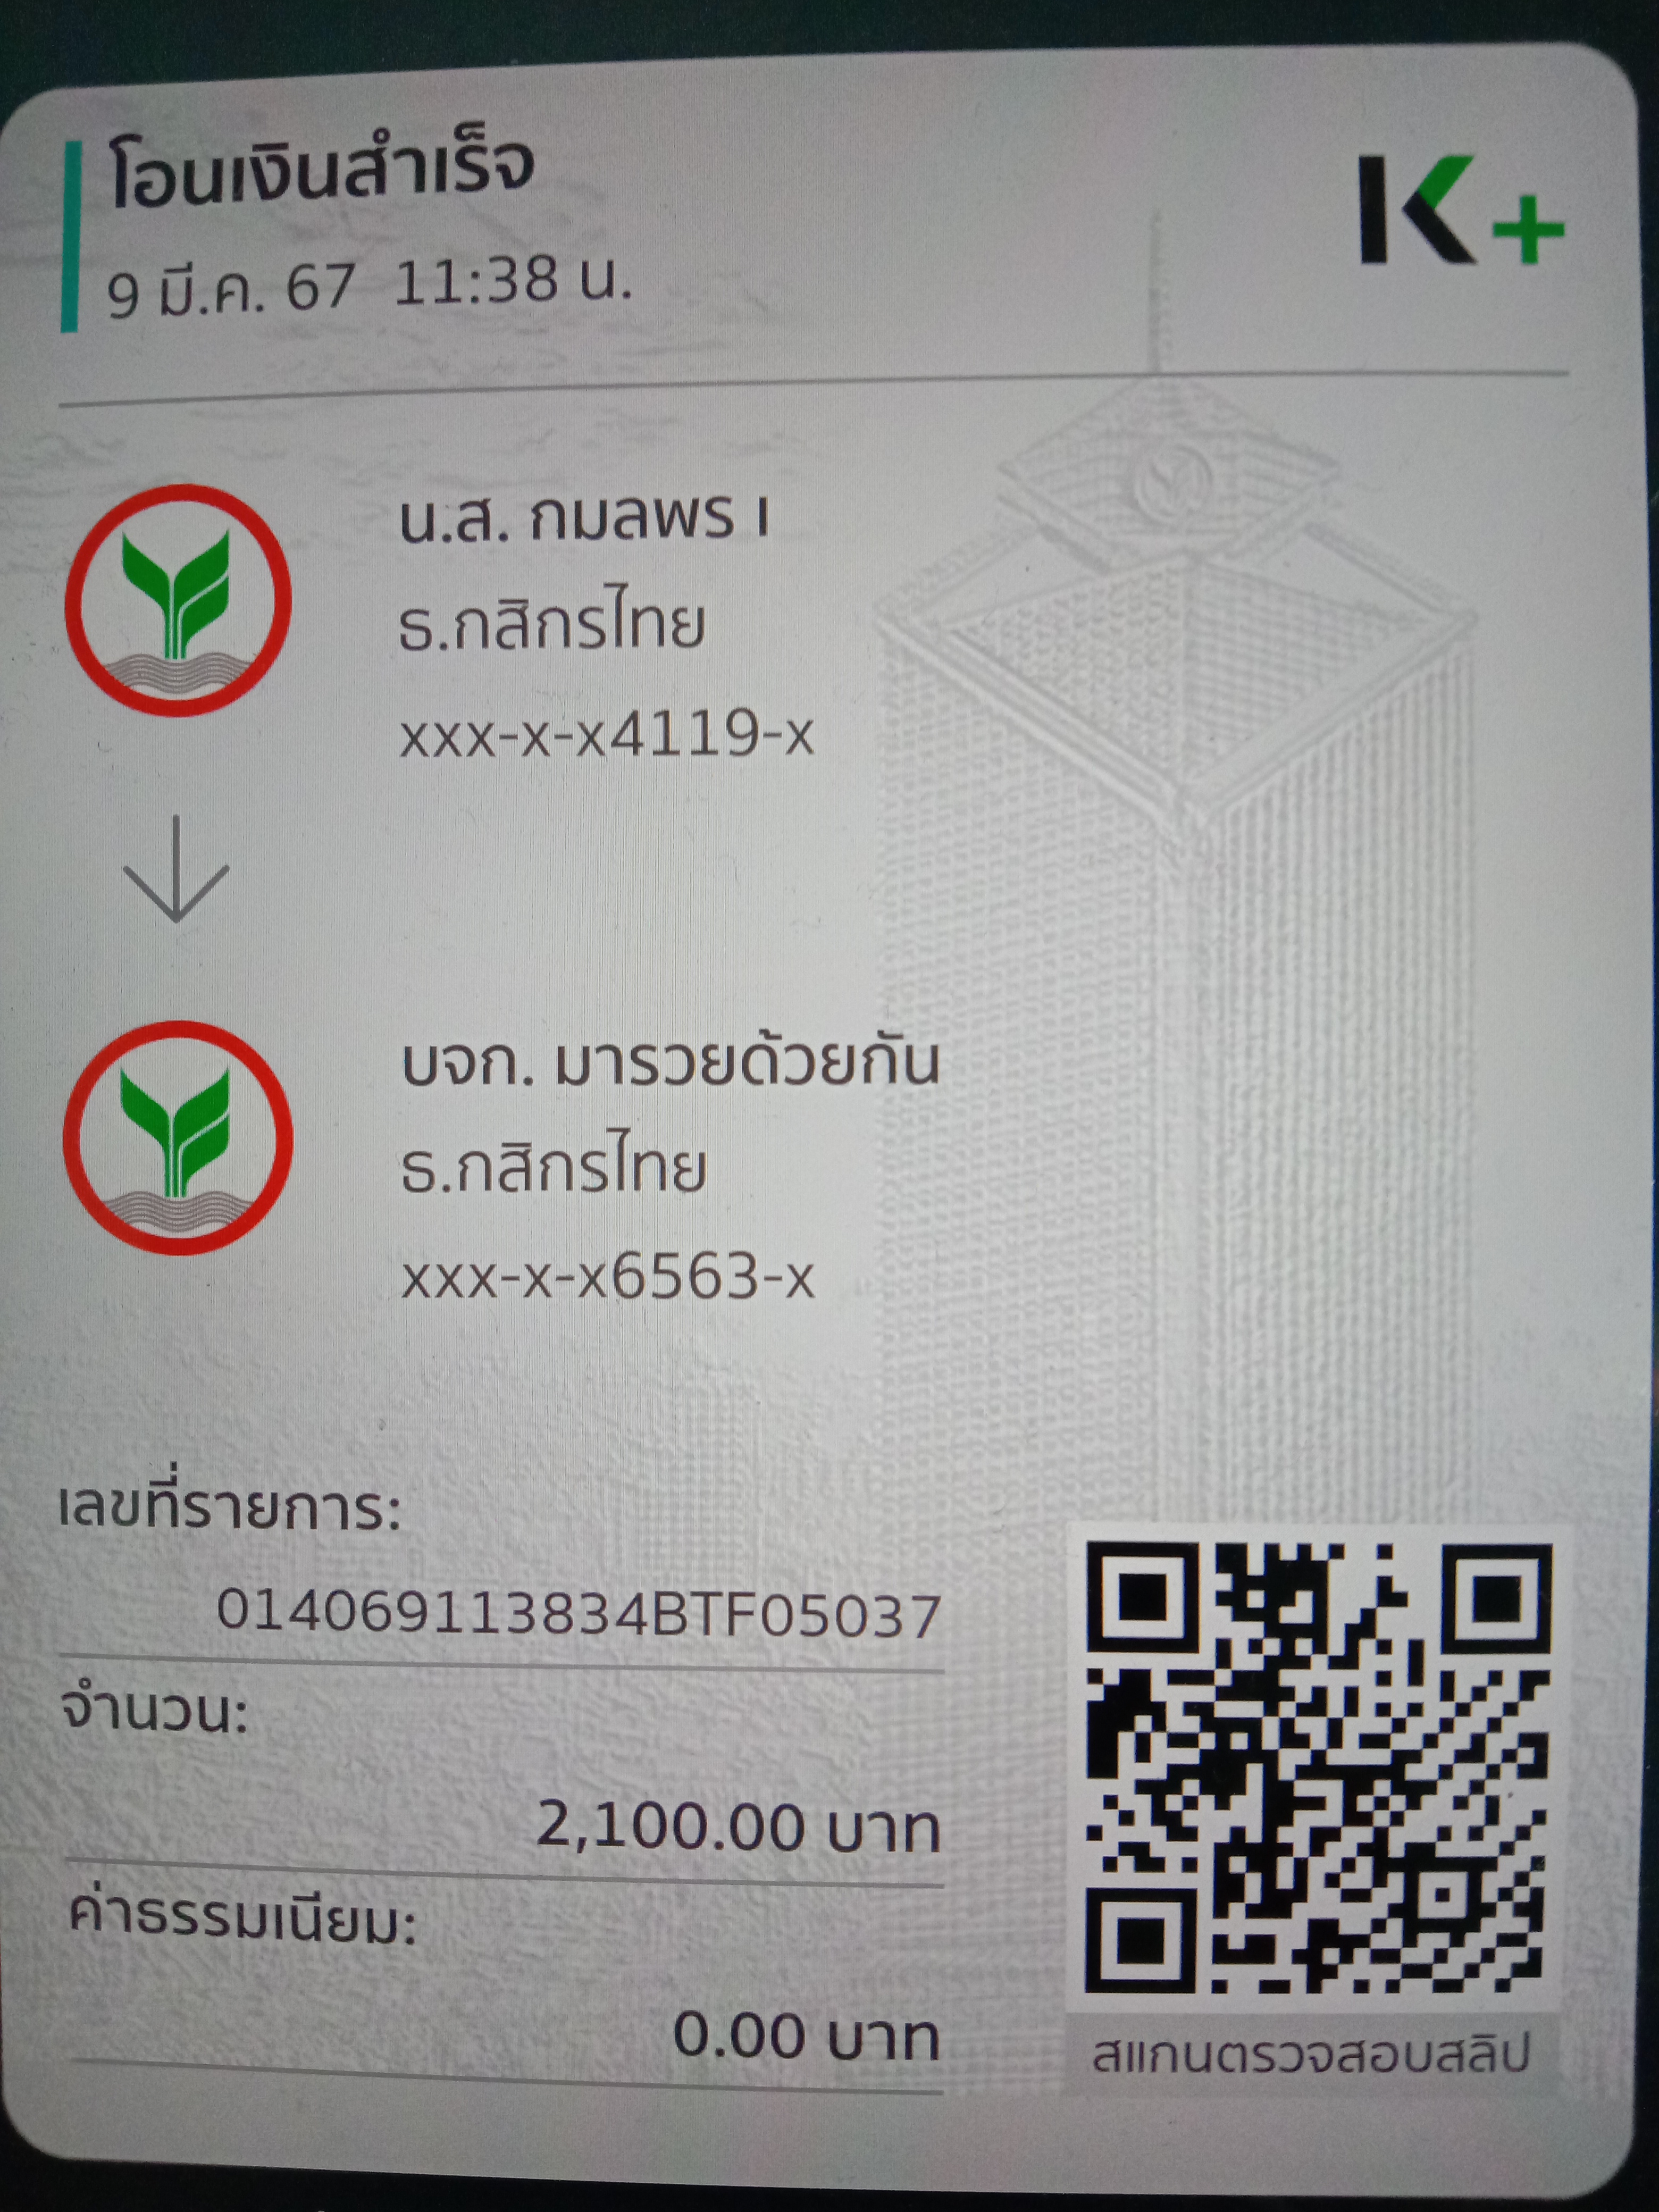 โอนเงินสำเร็จ
9 มี.ค. 67 11:38 น.
K+
น.ส. กมลพร เ
ธ.กสิกรไทย
xxx-x-x4119-x
บจก. มารวยด้วยกัน
ธ.กสิกรไทย
xxx-x-x6563-x
เลขที่รายการ:
014069113834BTF05037
จำนวน:
2,100.00 บาท
ค่าธรรมเนียม:
0.00 บาท
สแกนตรวจสอบสลิป